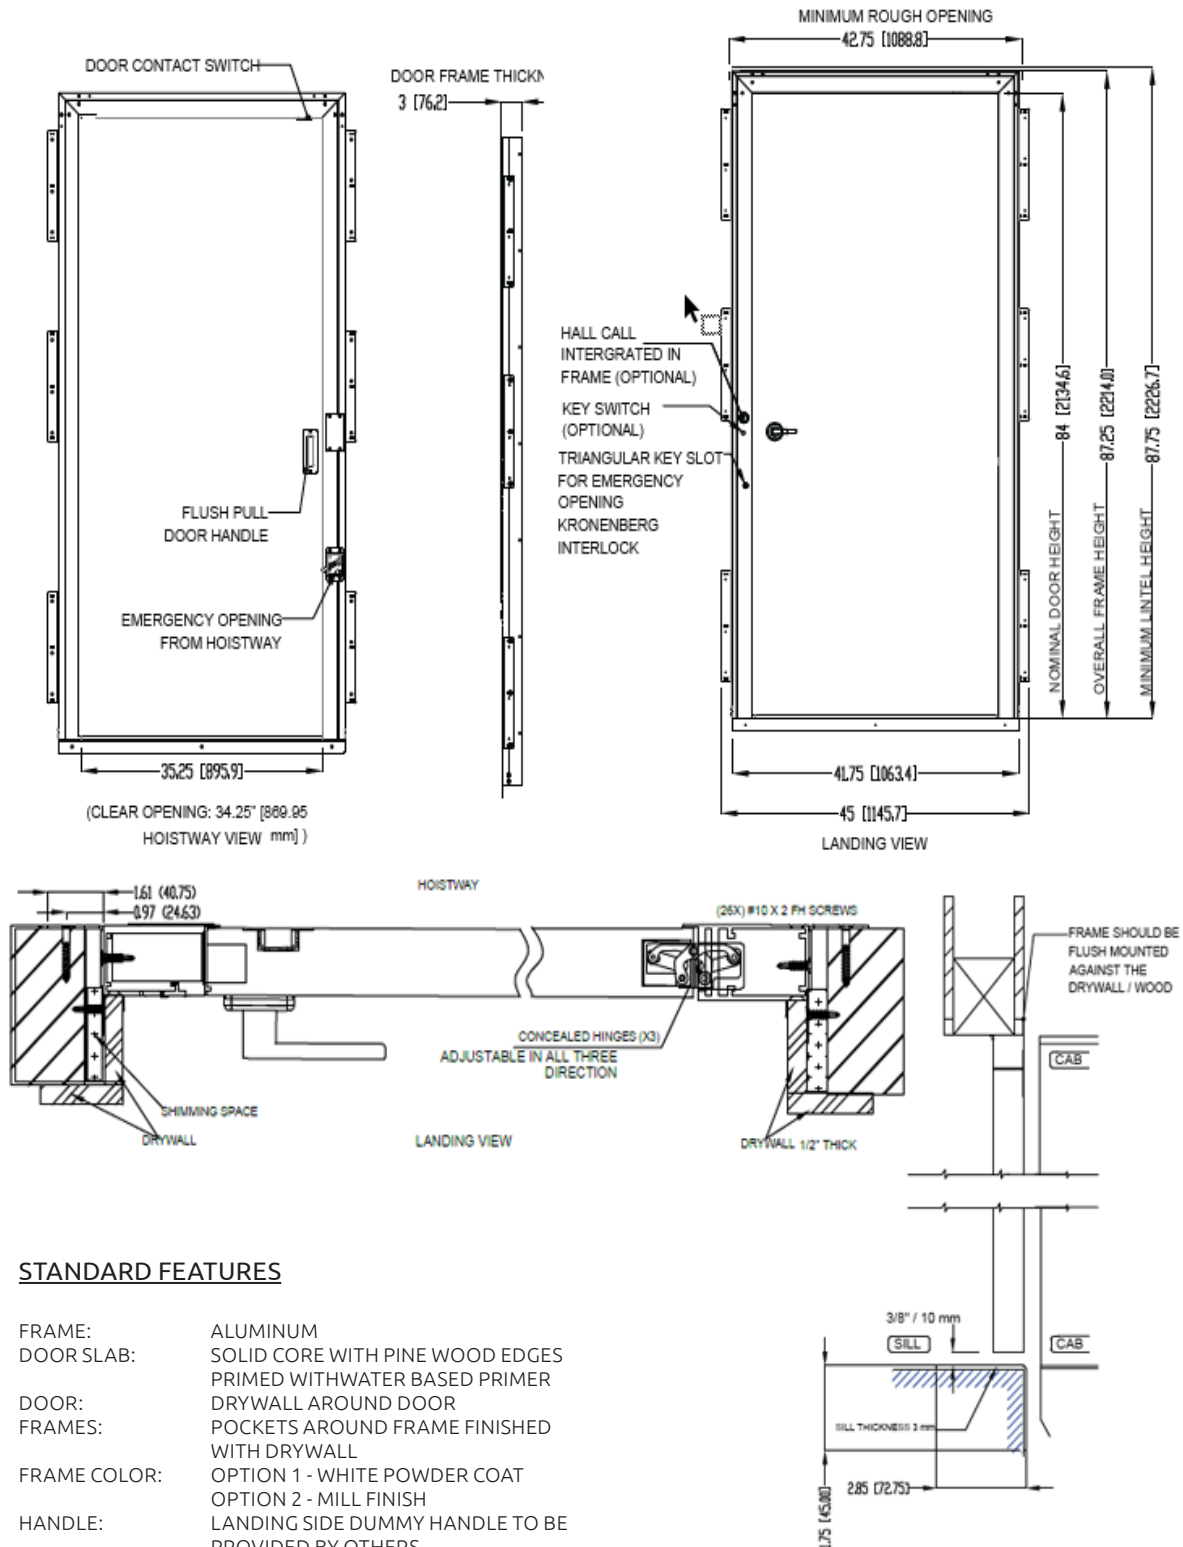 MINIMUM ROUGH OPENING
42.75 [1088.8]
DOOR CONTACT SWITCH
DOOR FRAME THICKN
3 [76.2]
HALL CALL
INTERGRATED IN
FRAME (OPTIONAL)
KEY SWITCH
(OPTIONAL)
TRIANGULAR KEY SLOT
FOR EMERGENCY
OPENING
KRONENBERG
INTERLOCK
FLUSH PULL
DOOR HANDLE
EMERGENCY OPENING
FROM HOISTWAY
NOMINAL DOOR HEIGHT
84 [2134.6]
OVERALL FRAME HEIGHT
87.25 [2214.0]
MINIMUM LINTEL HEIGHT
87.75 [2226.7]
35.25 [895.9]
(CLEAR OPENING: 34.25" [869.95
HOISTWAY VIEW mm] )
41.75 [1063.4]
45 [1145.7]
LANDING VIEW
1.61 (40.75)
0.97 (24.63)
HOISTWAY
(26X) #10 X 2 FH SCREWS
FRAME SHOULD BE
FLUSH MOUNTED
AGAINST THE
DRYWALL / WOOD
CONCEALED HINGES (X3)
ADJUSTABLE IN ALL THREE
DIRECTION
CAB
SHIMMING SPACE
DRYWALL
LANDING VIEW
DRYWALL 1/2" THICK
STANDARD FEATURES
FRAME: ALUMINUM
DOOR SLAB: SOLID CORE WITH PINE WOOD EDGES
PRIMED WITHWATER BASED PRIMER
DOOR: DRYWALL AROUND DOOR
FRAMES: POCKETS AROUND FRAME FINISHED
WITH DRYWALL
FRAME COLOR: OPTION 1 - WHITE POWDER COAT
OPTION 2 - MILL FINISH
HANDLE: LANDING SIDE DUMMY HANDLE TO BE
PROVIDED BY OTHERS
3/8" / 10 mm
SILL
CAB
SILL THICKNESS 3 mm
2.85 [72.75]
.75 [45.00]